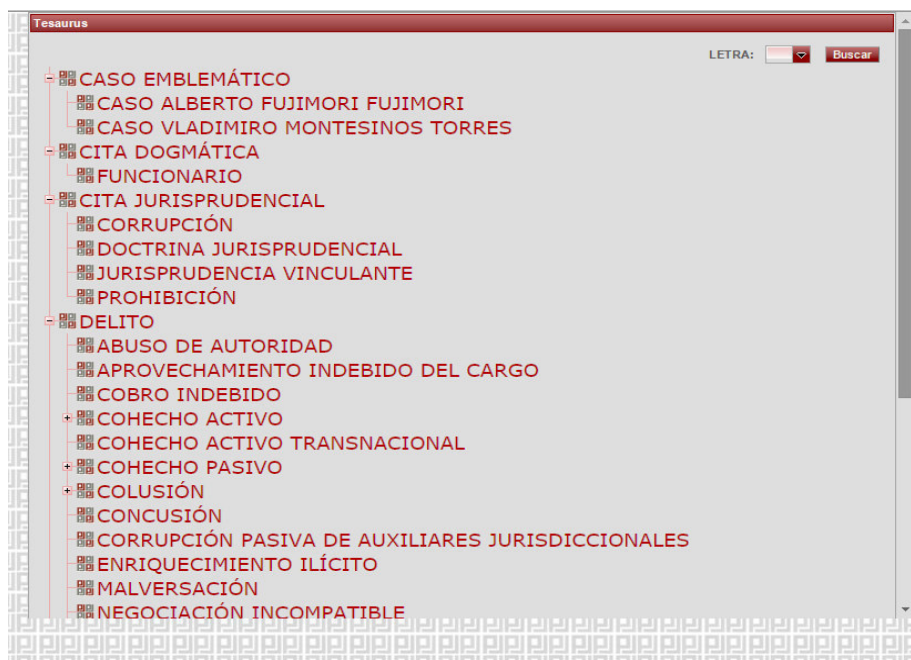 Tesaurus
LETRA: Buscar
CASO EMBLEMÁTICO
CASO ALBERTO FUJIMORI FUJIMORI
CASO VLADIMIRO MONTESINOS TORRES
CITA DOGMÁTICA
FUNCIONARIO
CITA JURISPRUDENCIAL
CORRUPCIÓN
DOCTRINA JURISPRUDENCIAL
JURISPRUDENCIA VINCULANTE
PROHIBICIÓN
DELITO
ABUSO DE AUTORIDAD
APROVECHAMIENTO INDEBIDO DEL CARGO
COBRO INDEBIDO
COHECHO ACTIVO
COHECHO ACTIVO TRANSNACIONAL
COHECHO PASIVO
COLUSIÓN
CONCUSIÓN
CORRUPCIÓN PASIVA DE AUXILIARES JURISDICCIONALES
ENRIQUECIMIENTO ILÍCITO
MALVERSACIÓN
NEGOCIACIÓN INCOMPATIBLE